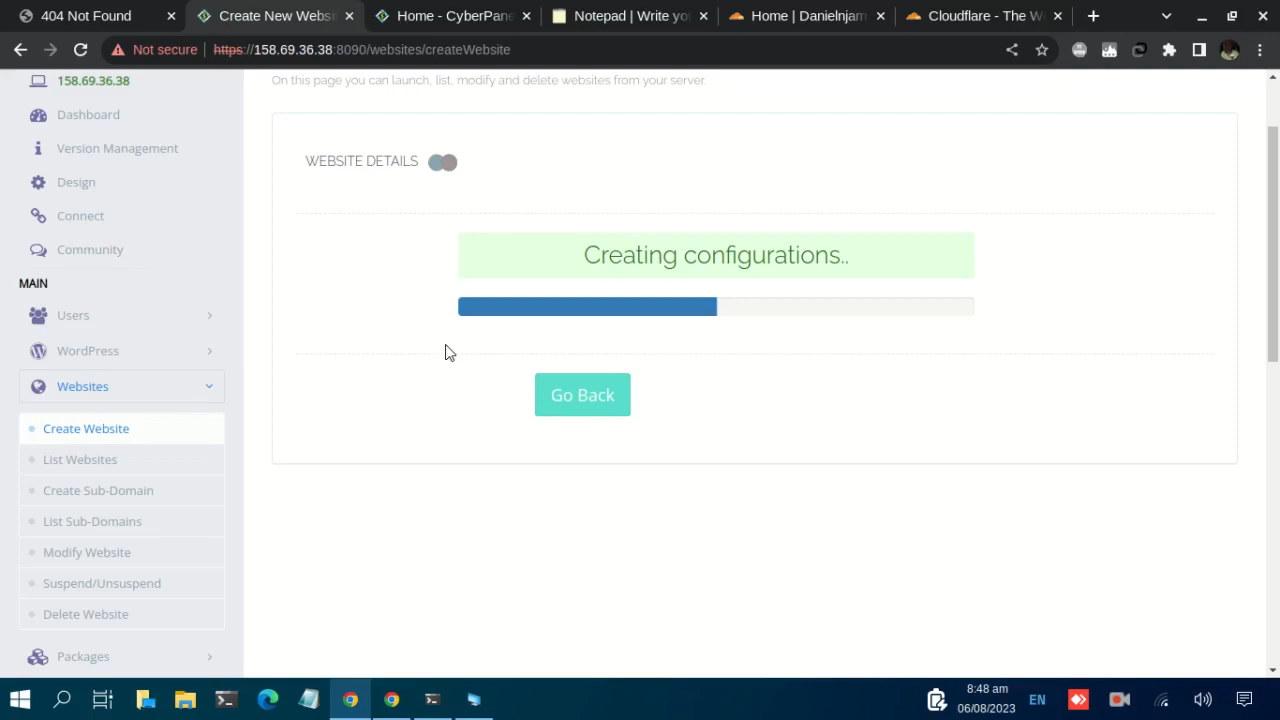 404 Not Found
Create New Websi
Home - CyberPane
Notepad | Write yo
Home | Danielnjam
Cloudflare - The W
Not secure
https://158.69.36.38:8090/websites/createWebsite
158.69.36.38
On this page you can launch, list, modify and delete websites from your server.
Dashboard
Version Management
WEBSITE DETAILS
Design
Connect
Community
Creating configurations..
MAIN
Users
WordPress
Websites
Go Back
Create Website
List Websites
Create Sub-Domain
List Sub-Domains
Modify Website
Suspend/Unsuspend
Delete Website
Packages
8:48 am
EN
06/08/2023